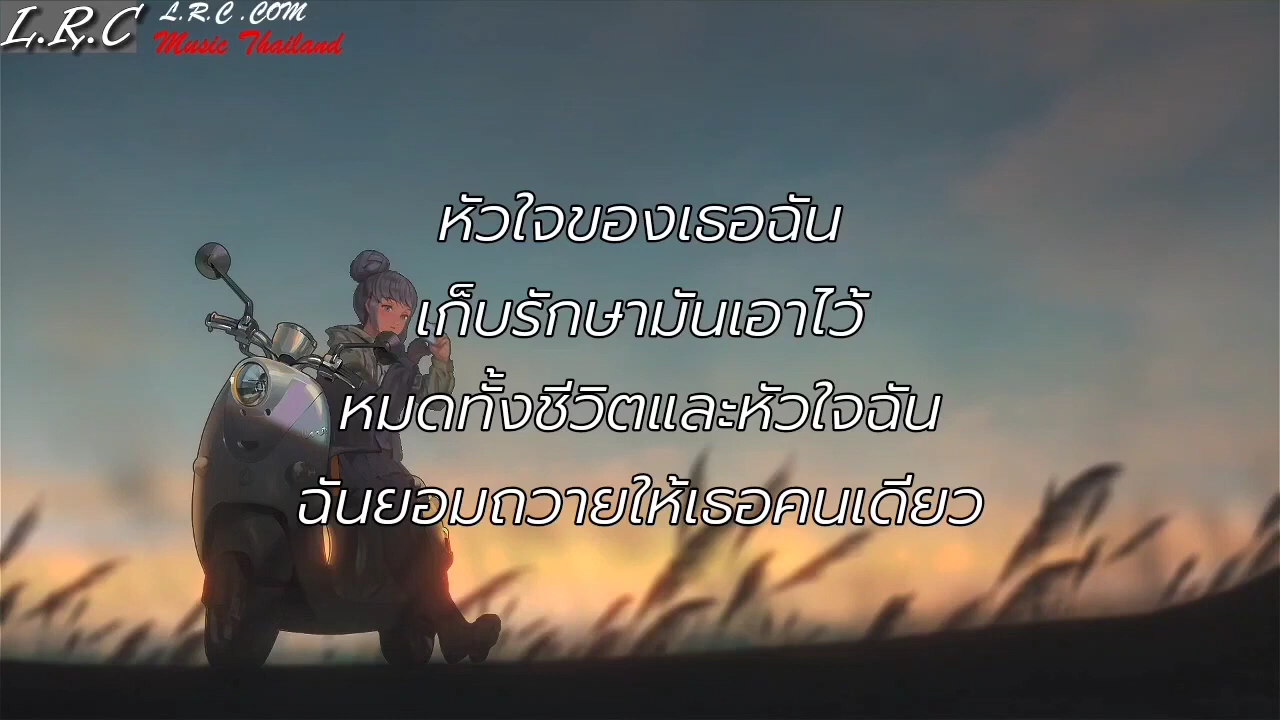 L.R.C
L.R.C .COM
Music Thailand
หัวใจของเธอฉัน
เก็บรักษามันเอาไว้
หมดทั้งชีวิตและหัวใจฉัน
ฉันยอมถวายให้เธอคนเดียว